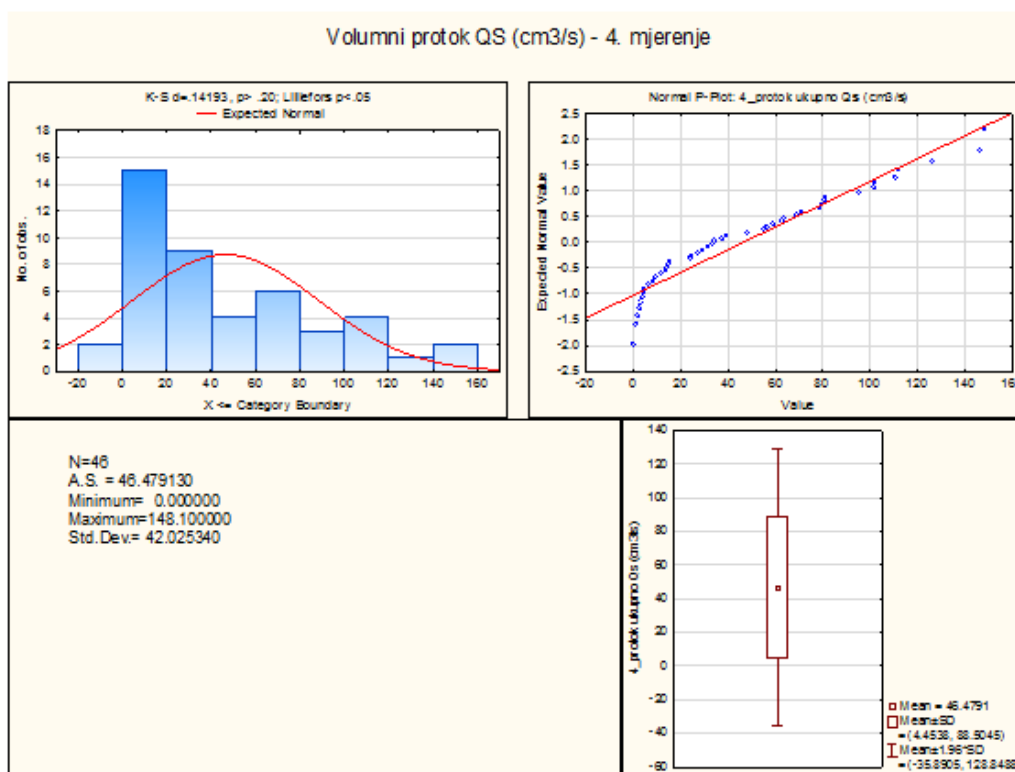 Volumni protok QS (cm3/s) - 4. mjerenje
K-S d=.14193, p> .20; Lilliefors p<.05
Expected Normal
No. of obs.
18
16
14
12
10
8
6
4
2
0
-20 0 20 40 60 80 100 120 140 160
X <= Category Boundary
Normal P-Plot: 4_protok ukupno Qs (cm3/s)
Expected Normal Value
2.5
2.0
1.5
1.0
0.5
0.0
-0.5
-1.0
-1.5
-2.0
-2.5
-20 0 20 40 60 80 100 120 140 160
Value
N=46
A.S. = 46.479130
Minimum= 0.000000
Maximum=148.100000
Std.Dev.= 42.025340
4_protok ukupno Qs (cm3/s)
140
120
100
80
60
40
20
0
-20
-40
-60
Mean = 46.4791
Mean±SD
= (4.4538, 88.5045)
Mean±1.96*SD
= (-35.8905, 128.8488